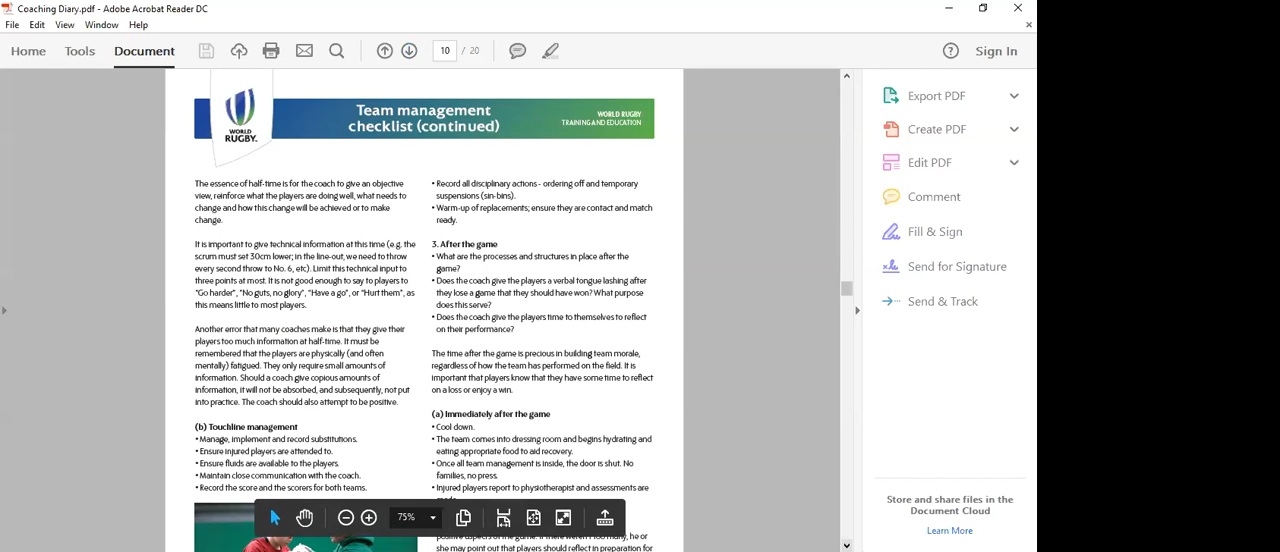 Coaching Diary.pdf - Adobe Acrobat Reader DC
File Edit View Window Help
Home Tools Document 10 / 20 Sign In
Team management
checklist (continued)
WORLD RUGBY
TRAINING AND EDUCATION
WORLD
RUGBY.
The essence of half-time is for the coach to give an objective
view, reinforce what the players are doing well, what needs to
change and how this change will be achieved or to make
change.
It is important to give technical information at this time (e.g. the
scrum must set 30cm lower; in the line-out, we need to throw
every second throw to No. 6, etc). Limit this technical input to
three points at most. It is not good enough to say to players to
"Go harder", "No guts, no glory", "Have a go", or "Hurt them", as
this means little to most players.
Another error that many coaches make is that they give their
players too much information at half-time. It must be
remembered that the players are physically (and often
mentally) fatigued. They only require small amounts of
information. Should a coach give copious amounts of
information, it will not be absorbed, and subsequently, not put
into practice. The coach should also attempt to be positive.
(b) Touchline management
• Manage, implement and record substitutions.
• Ensure injured players are attended to.
• Ensure fluids are available to the players.
• Maintain close communication with the coach.
• Record the score and the scorers for both teams.
• Record all disciplinary actions - ordering off and temporary
suspensions (sin-bins).
• Warm-up of replacements; ensure they are contact and match
ready.
3. After the game
• What are the processes and structures in place after the
game?
• Does the coach give the players a verbal tongue lashing after
they lose a game that they should have won? What purpose
does this serve?
• Does the coach give the players time to themselves to reflect
on their performance?
The time after the game is precious in building team morale,
regardless of how the team has performed on the field. It is
important that players know that they have some time to reflect
on a loss or enjoy a win.
(a) Immediately after the game
• Cool down.
• The team comes into dressing room and begins hydrating and
eating appropriate food to aid recovery.
• Once all team management is inside, the door is shut. No
families, no press.
• Injured players report to physiotherapist and assessments are
she may point out that players should reflect in preparation for
75%
Export PDF
Create PDF
Edit PDF
Comment
Fill & Sign
Send for Signature
Send & Track
Store and share files in the
Document Cloud
Learn More